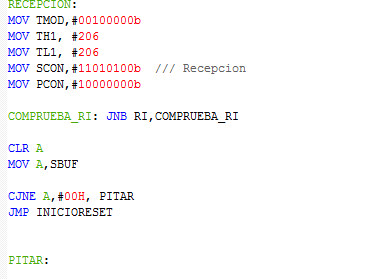 RECEPCION:
MOV TMOD,#00100000b
MOV TH1, #206
MOV TL1, #206
MOV SCON,#11010100b /// Recepcion
MOV PCON,#10000000b
COMPRUEBA_RI: JNB RI,COMPRUEBA_RI
CLR A
MOV A,SBUF
CJNE A,#00H, PITAR
JMP INICIORESET
PITAR: